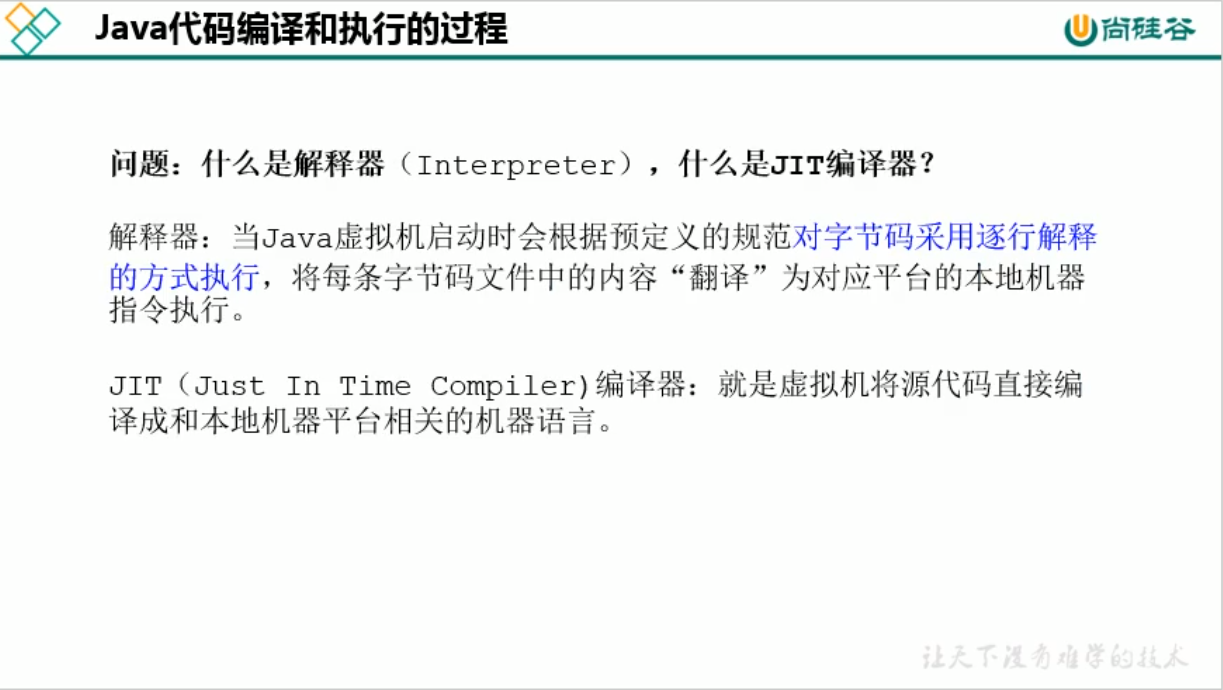 Java代码编译和执行的过程
尚硅谷
问题：什么是解释器（Interpreter），什么是JIT编译器？
解释器：当Java虚拟机启动时会根据预定义的规范对字节码采用逐行解释
的方式执行，将每条字节码文件中的内容“翻译”为对应平台的本地机器
指令执行。
JIT（Just In Time Compiler)编译器：就是虚拟机将源代码直接编
译成和本地机器平台相关的机器语言。
让天下没有难学的技术